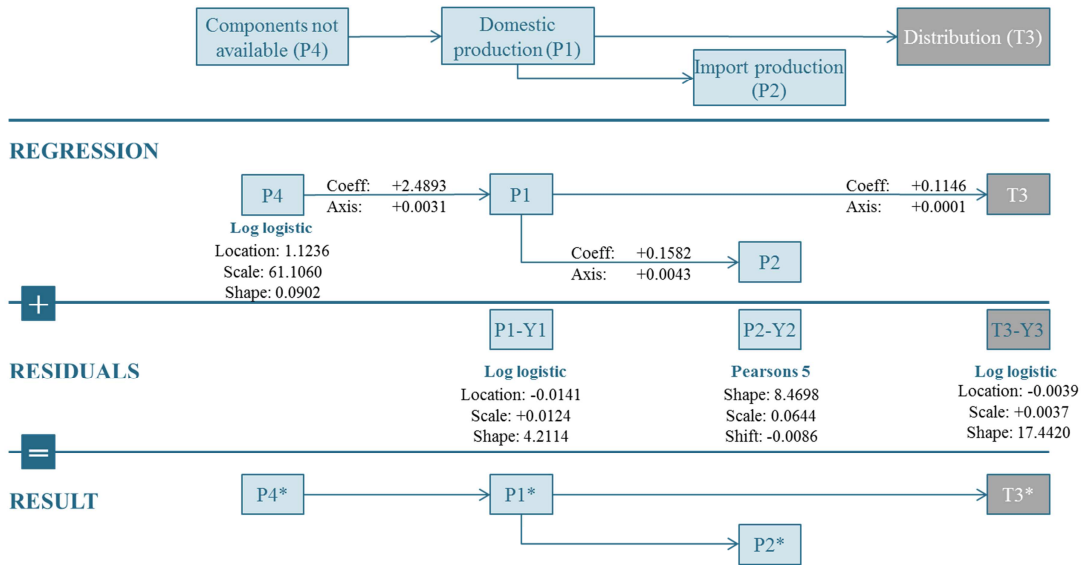 Components not
available (P4)
Domestic
production (P1)
Distribution (T3)
Import production
(P2)
REGRESSION
P4
Coeff: +2.4893
Axis: +0.0031
P1
Coeff: +0.1146
Axis: +0.0001
T3
Log logistic
Location: 1.1236
Scale: 61.1060
Shape: 0.0902
Coeff: +0.1582
Axis: +0.0043
P2
+
P1-Y1
P2-Y2
T3-Y3
RESIDUALS
Log logistic
Location: -0.0141
Scale: +0.0124
Shape: 4.2114
Pearsons 5
Shape: 8.4698
Scale: 0.0644
Shift: -0.0086
Log logistic
Location: -0.0039
Scale: +0.0037
Shape: 17.4420
=
RESULT
P4*
P1*
T3*
P2*